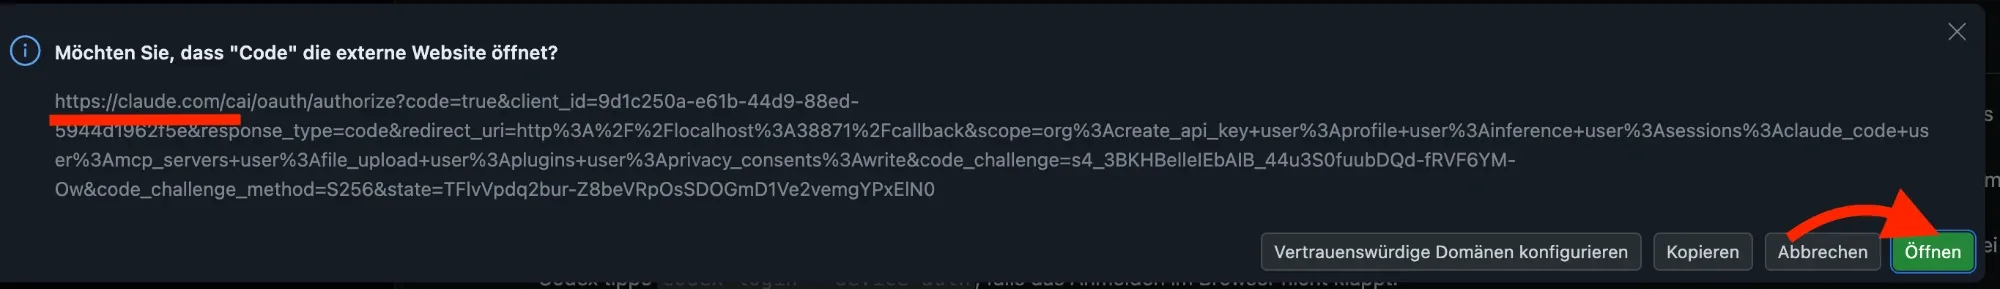 Möchten Sie, dass "Code" die externe Website öffnet?
https://claude.com/cai/oauth/authorize?code=true&client_id=9d1c250a-e61b-44d9-88ed-
5944d1962f5e&response_type=code&redirect_uri=http%3A%2F%2Flocalhost%3A38871%2Fcallback&scope=org%3Acreate_api_key+user%3Aprofile+user%3Ainference+user%3Asessions%3Aclaude_code+us
er%3Amcp_servers+user%3Afile_upload+user%3Aplugins+user%3Aprivacy_consents%3Awrite&code_challenge=s4_3BKHBelleIEbAIB_44u3S0fuubDQd-fRVF6YM-
Ow&code_challenge_method=S256&state=TFlvVpdq2bur-Z8beVRpOsSDOGmD1Ve2vemgYPxElN0
Vertrauenswürdige Domänen konfigurieren Kopieren Abbrechen Öffnen